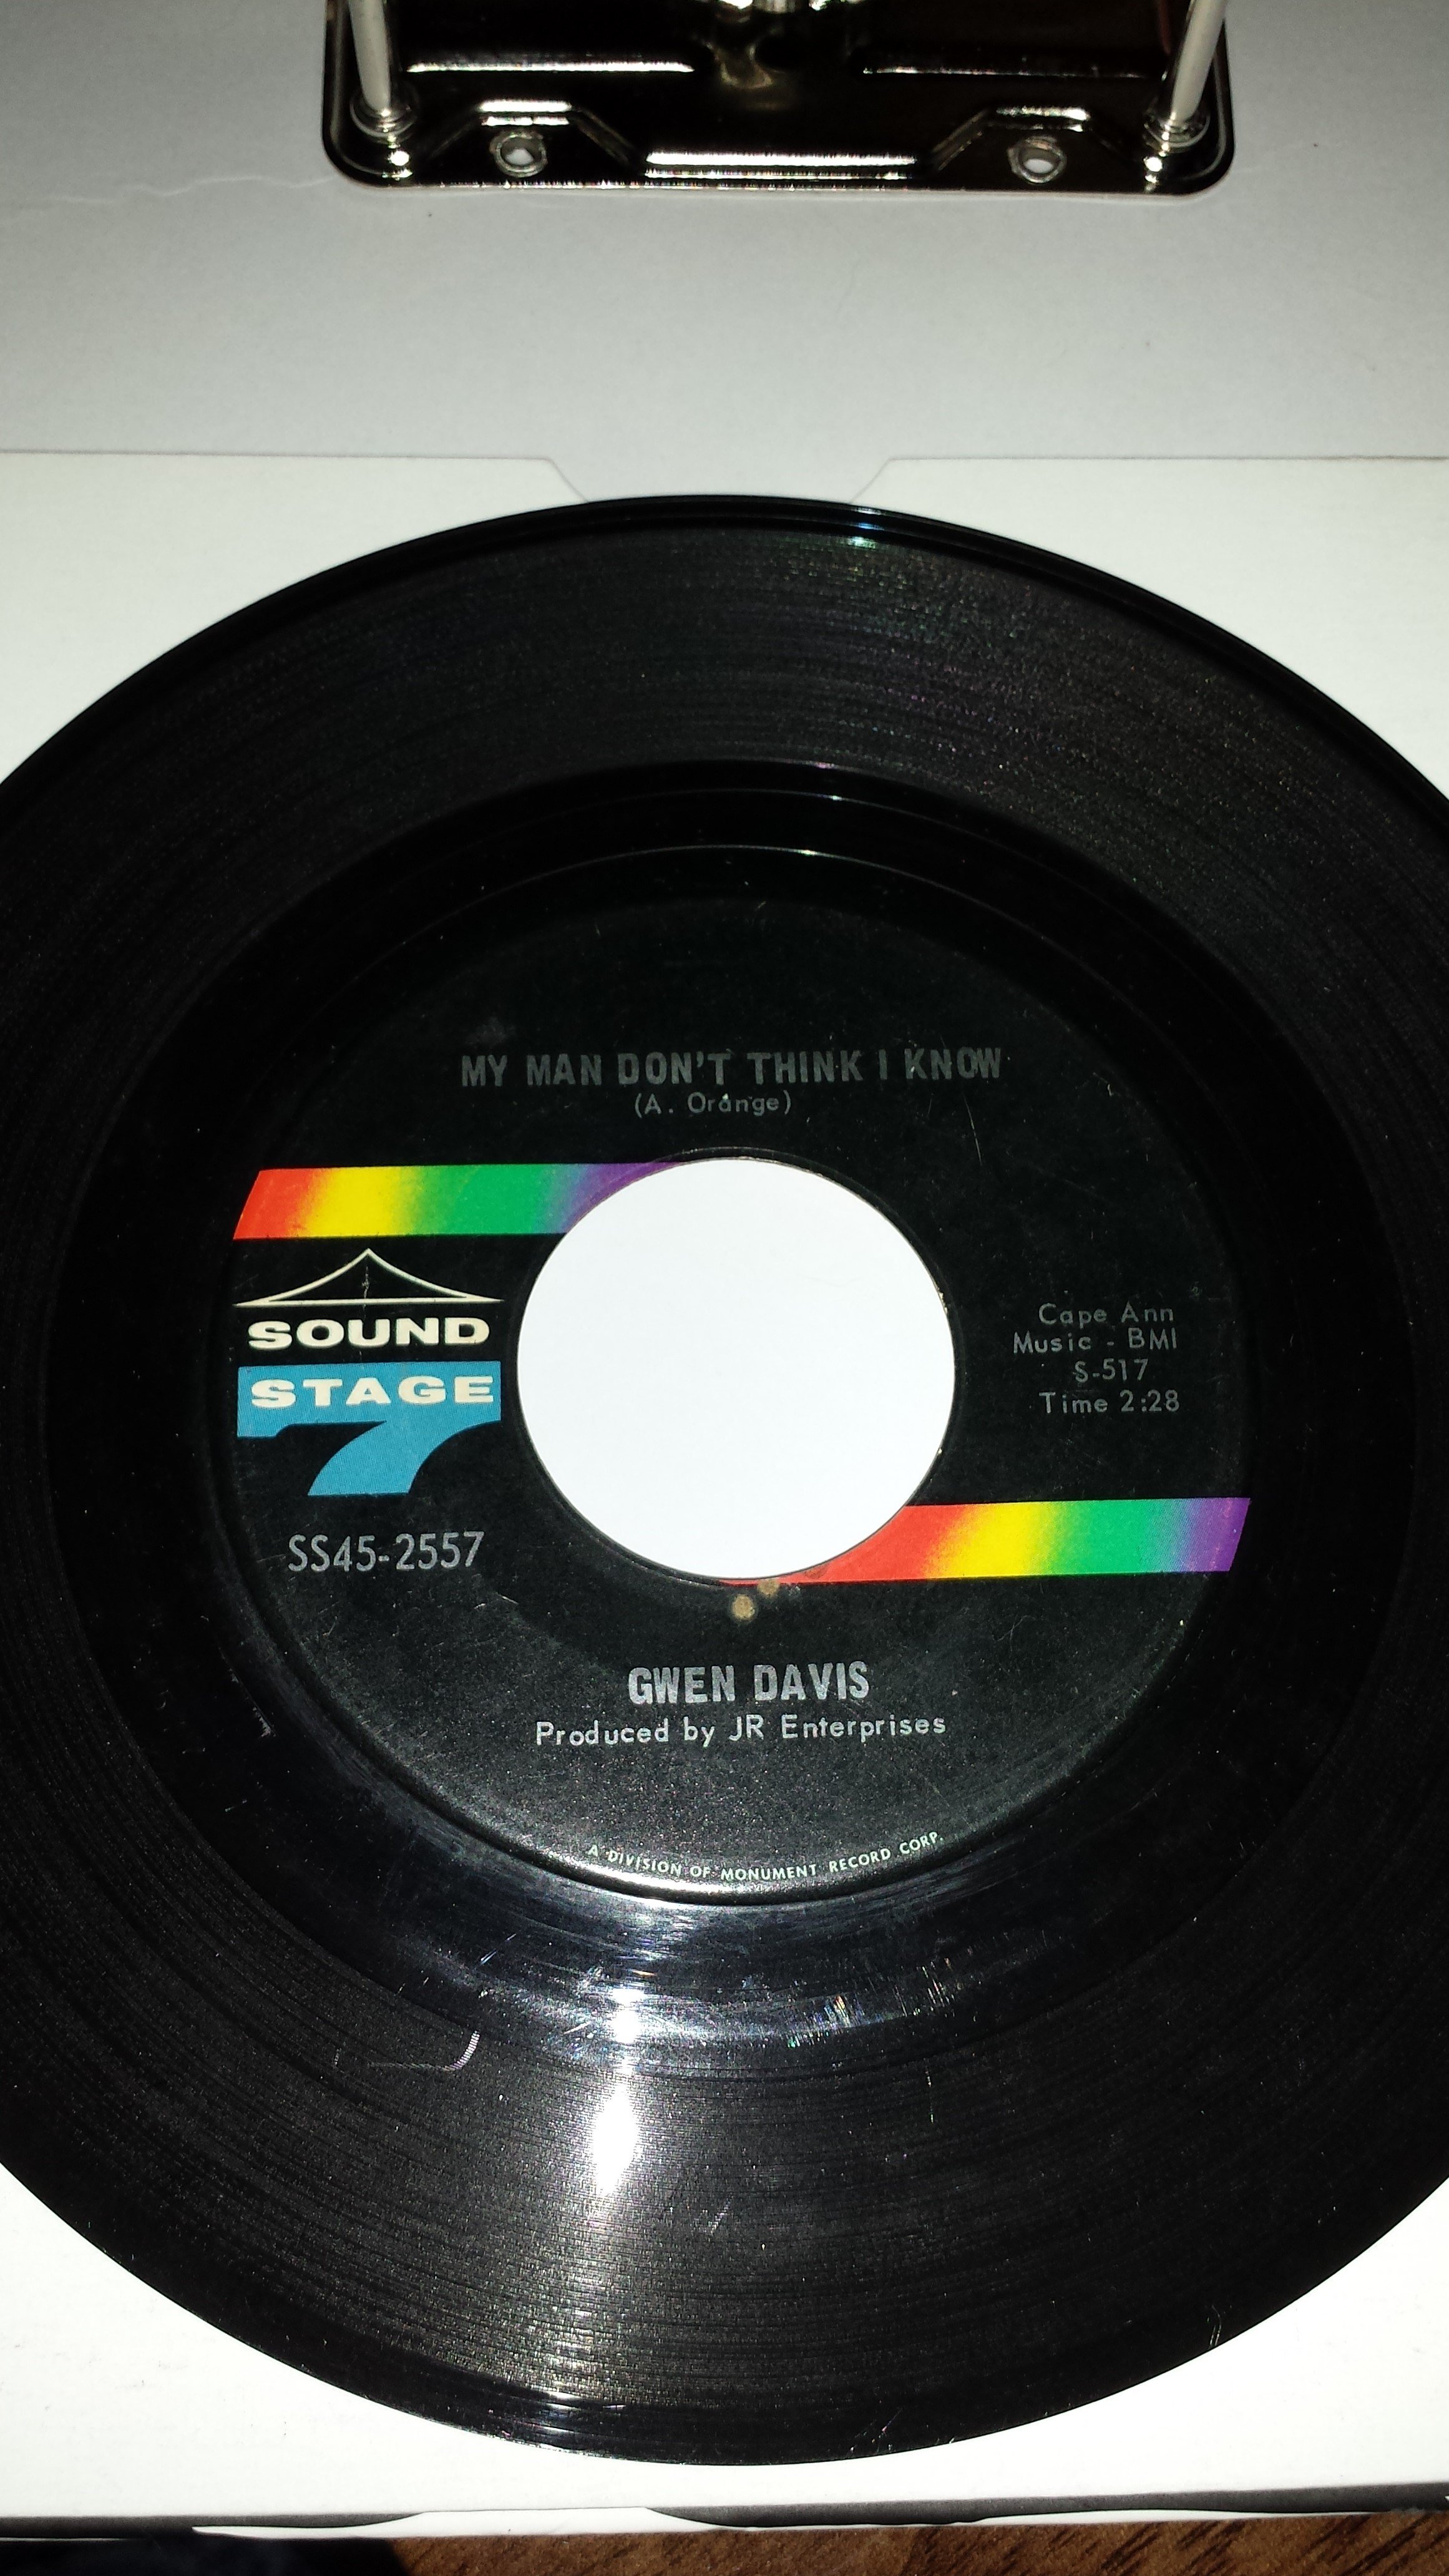 MY MAN DON'T THINK I KNOW
(A. Orange)
SOUND
STAGE
7
Cape Ann
Music - BMI
S-517
Time 2:28
SS45-2557
GWEN DAVIS
Produced by JR Enterprises
A DIVISION OF MONUMENT RECORD CORP.